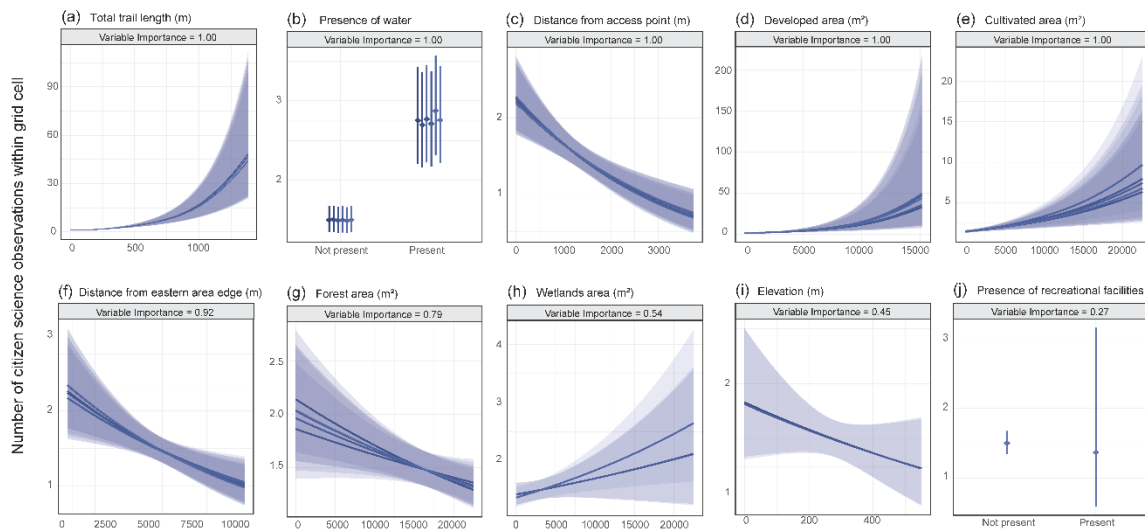 Number of citizen science observations within grid cell
(a) Total trail length (m)
Variable Importance = 1.00
90
60
30
0
0 500 1000
(b) Presence of water
Variable Importance = 1.00
3
2
Not present Present
(c) Distance from access point (m)
Variable Importance = 1.00
2
1
0 1000 2000 3000
(d) Developed area (m²)
Variable Importance = 1.00
200
150
100
50
0
0 5000 10000 15000
(e) Cultivated area (m²)
Variable Importance = 1.00
20
15
10
5
0 5000 10000 15000 20000
(f) Distance from eastern area edge (m)
Variable Importance = 0.92
3
2
1
0 2500 5000 7500 10000
(g) Forest area (m²)
Variable Importance = 0.79
2.5
2.0
1.5
0 5000 10000 15000 20000
(h) Wetlands area (m²)
Variable Importance = 0.54
4
3
2
0 5000 10000 15000 20000
(i) Elevation (m)
Variable Importance = 0.45
2
1
0 200 400
(j) Presence of recreational facilities
Variable Importance = 0.27
3
2
1
Not present Present